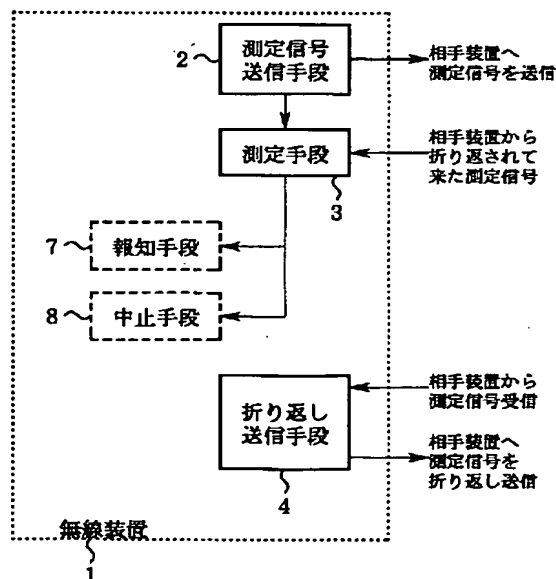 2
測定信号
送信手段
相手装置へ
測定信号を送信
測定手段
3
相手装置から
折り返されて
来た測定信号
7
報知手段
8
中止手段
折り返し
送信手段
4
相手装置から
測定信号受信
相手装置へ
測定信号を
折り返し送信
無線装置
1